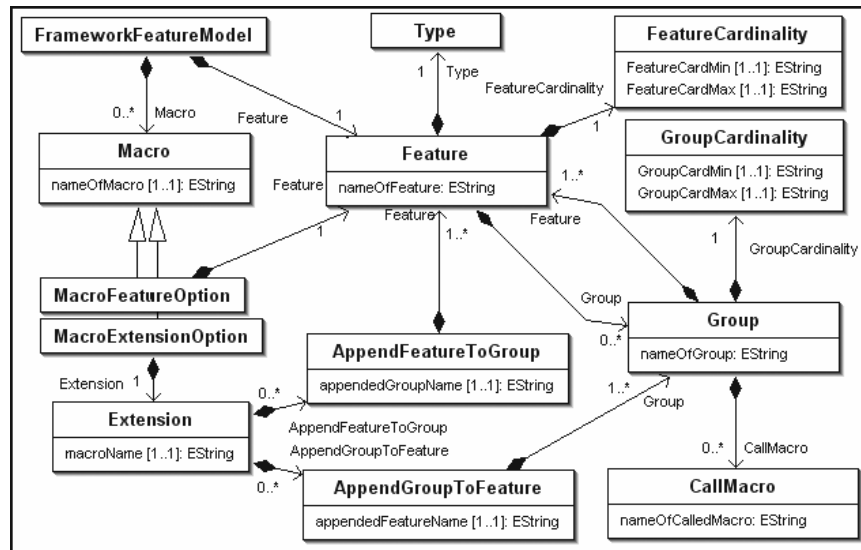 FrameworkFeatureModel
Type
FeatureCardinality
FeatureCardMin [1..1]: EString
FeatureCardMax [1..1]: EString
1
Type
FeatureCardinality
1
0..*
Macro
Feature
1
Macro
nameOfMacro [1..1]: EString
Feature
nameOfFeature: EString
GroupCardinality
GroupCardMin [1..1]: EString
GroupCardMax [1..1]: EString
Feature
1
Feature
1..*
1..*
Feature
1
GroupCardinality
MacroFeatureOption
MacroExtensionOption
Group
0..*
Group
nameOfGroup: EString
AppendFeatureToGroup
appendedGroupName [1..1]: EString
Extension
1
0..*
AppendFeatureToGroup
1..*
Group
Extension
macroName [1..1]: EString
AppendGroupToFeature
0..*
0..*
CallMacro
AppendGroupToFeature
appendedFeatureName [1..1]: EString
CallMacro
nameOfCalledMacro: EString